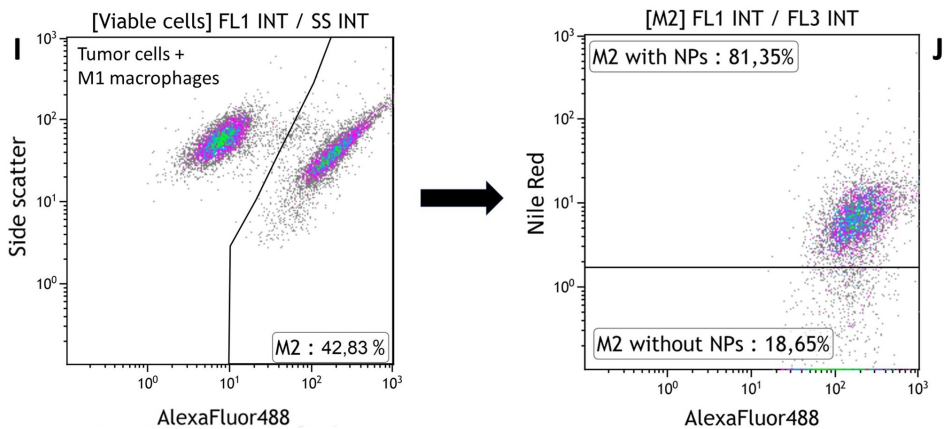 [Viable cells] FL1 INT / SS INT
[M2] FL1 INT / FL3 INT
I
J
10³
Tumor cells +
M1 macrophages
10²
10¹
10⁰
Side scatter
M2 : 42,83 %
10⁰ 10¹ 10² 10³
AlexaFluor488
10³
M2 with NPs : 81,35%
10²
10¹
10⁰
Nile Red
M2 without NPs : 18,65%
10⁰ 10¹ 10² 10³
AlexaFluor488